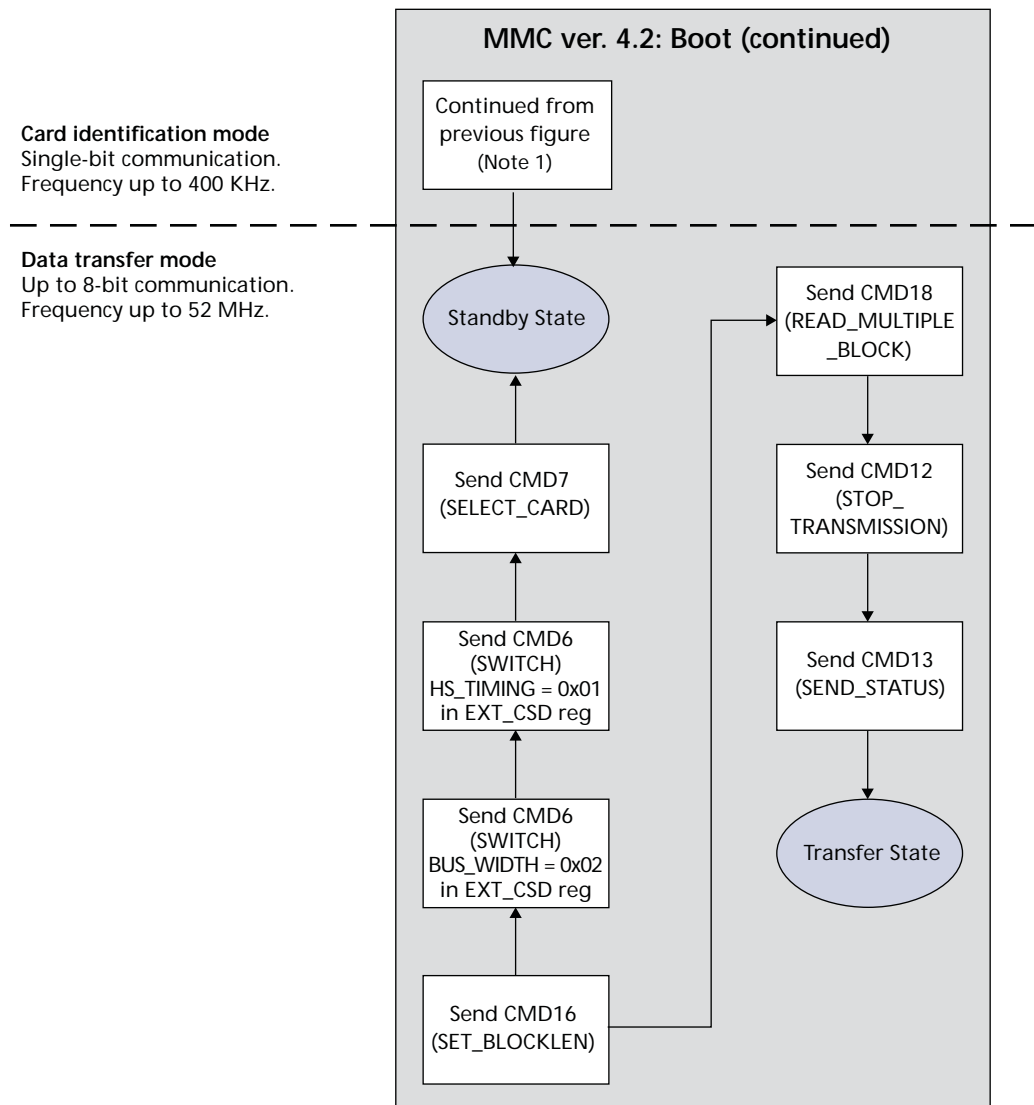 MMC ver. 4.2: Boot (continued)
Continued from
previous figure
(Note 1)
Card identification mode
Single-bit communication.
Frequency up to 400 KHz.
Data transfer mode
Up to 8-bit communication.
Frequency up to 52 MHz.
Standby State
Send CMD7
(SELECT_CARD)
Send CMD6
(SWITCH)
HS_TIMING = 0x01
in EXT_CSD reg
Send CMD6
(SWITCH)
BUS_WIDTH = 0x02
in EXT_CSD reg
Send CMD16
(SET_BLOCKLEN)
Send CMD18
(READ_MULTIPLE
_BLOCK)
Send CMD12
(STOP_
TRANSMISSION)
Send CMD13
(SEND_STATUS)
Transfer State